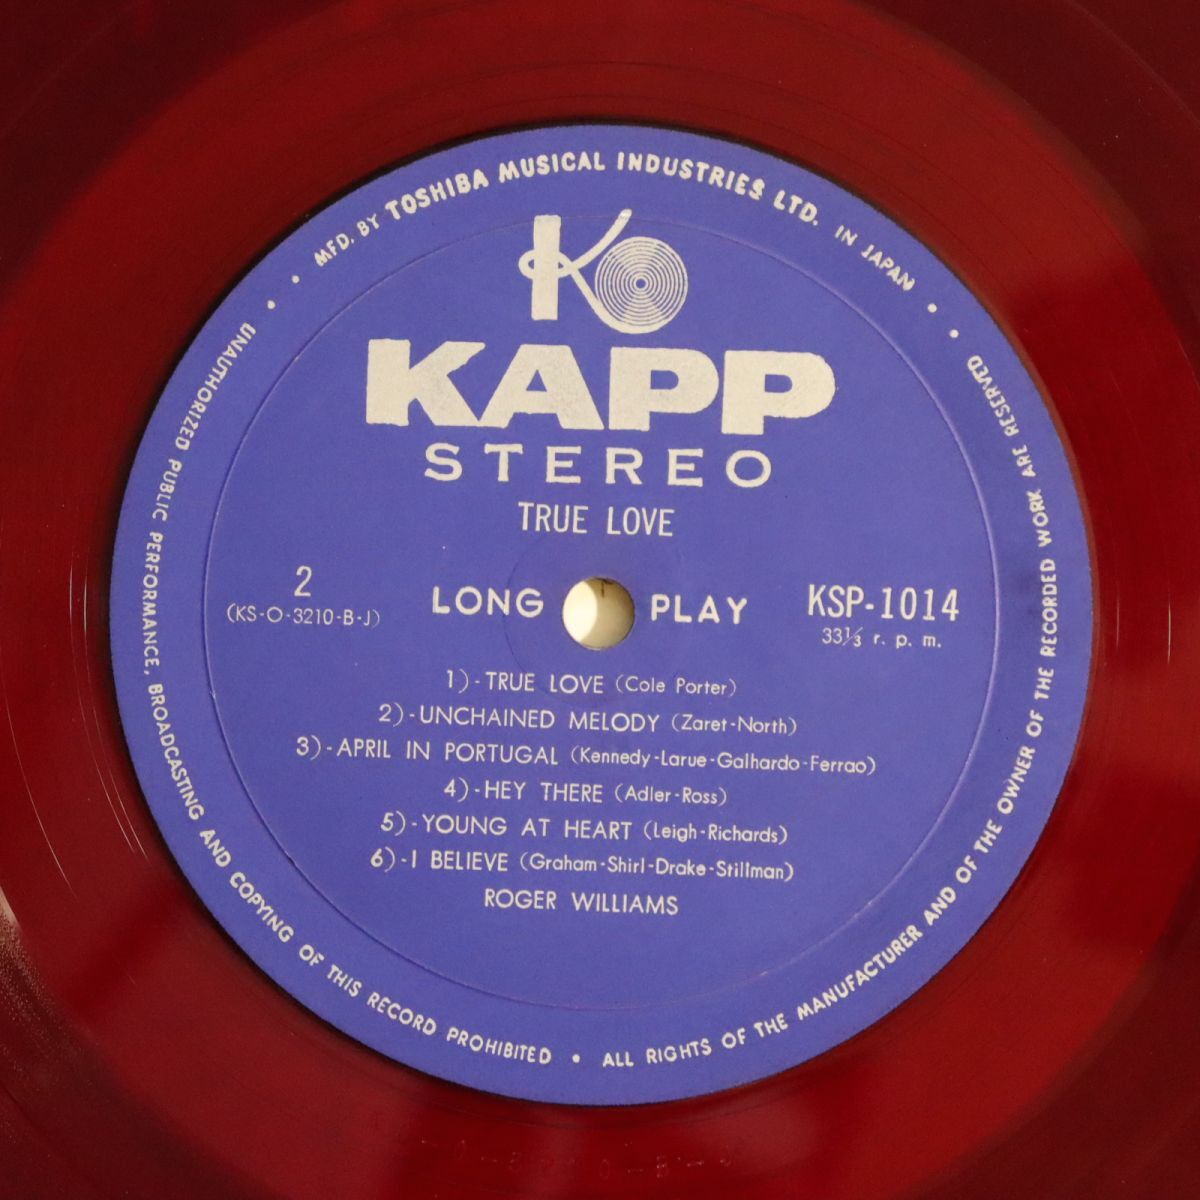 MFD. BY TOSHIBA MUSICAL INDUSTRIES LTD. IN JAPAN
KAPP
STEREO
TRUE LOVE
2
(KS-O-3210-B-J)
LONG PLAY
KSP-1014
33⅓ r. p. m.
1)-TRUE LOVE (Cole Porter)
2)-UNCHAINED MELODY (Zaret-North)
3)-APRIL IN PORTUGAL (Kennedy-Larue-Galhardo-Ferrao)
4)-HEY THERE (Adler-Ross)
5)-YOUNG AT HEART (Leigh-Richards)
6)-I BELIEVE (Graham-Shirl-Drake-Stillman)
ROGER WILLIAMS
UNAUTHORIZED PUBLIC PERFORMANCE, BROADCASTING AND COPYING OF THIS RECORD PROHIBITED • ALL RIGHTS OF THE MANUFACTURER AND OF THE OWNER OF THE RECORDED WORK ARE RESERVED